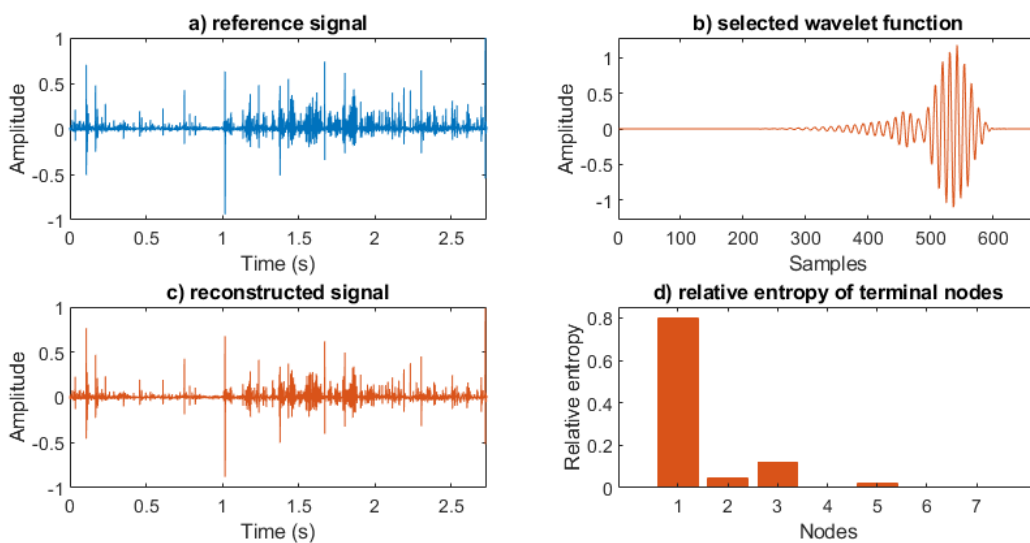 a) reference signal
1
0.5
0
-0.5
-1
Amplitude
0 0.5 1 1.5 2 2.5
Time (s)
b) selected wavelet function
1
0.5
0
-0.5
-1
Amplitude
0 100 200 300 400 500 600
Samples
c) reconstructed signal
1
0.5
0
-0.5
-1
Amplitude
0 0.5 1 1.5 2 2.5
Time (s)
d) relative entropy of terminal nodes
0.8
0.6
0.4
0.2
0
Relative entropy
1 2 3 4 5 6 7
Nodes